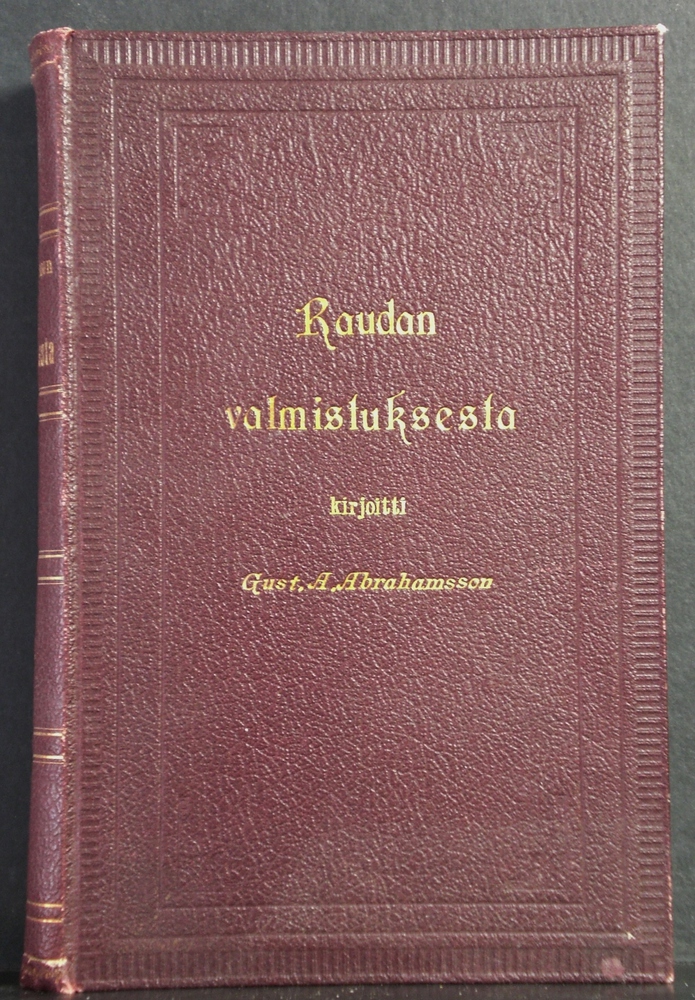 Raudan
valmistuksesta
kirjoitti
Gust. A. Abrahamsson